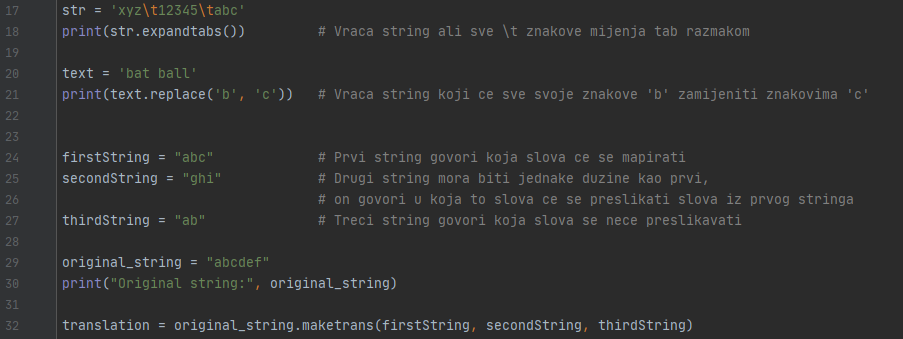 17 str = 'xyz\t12345\tabc'
18 print(str.expandtabs())         # Vraca string ali sve \t znakove mijenja tab razmakom
19
20 text = 'bat ball'
21 print(text.replace('b', 'c'))   # Vraca string koji ce sve svoje znakove 'b' zamijeniti znakovima 'c'
22
23
24 firstString = "abc"             # Prvi string govori koja slova ce se mapirati
25 secondString = "ghi"            # Drugi string mora biti jednake duzine kao prvi,
26                                 # on govori u koja to slova ce se preslikati slova iz prvog stringa
27 thirdString = "ab"              # Treci string govori koja slova se nece preslikavati
28
29 original_string = "abcdef"
30 print("Original string:", original_string)
31
32 translation = original_string.maketrans(firstString, secondString, thirdString)